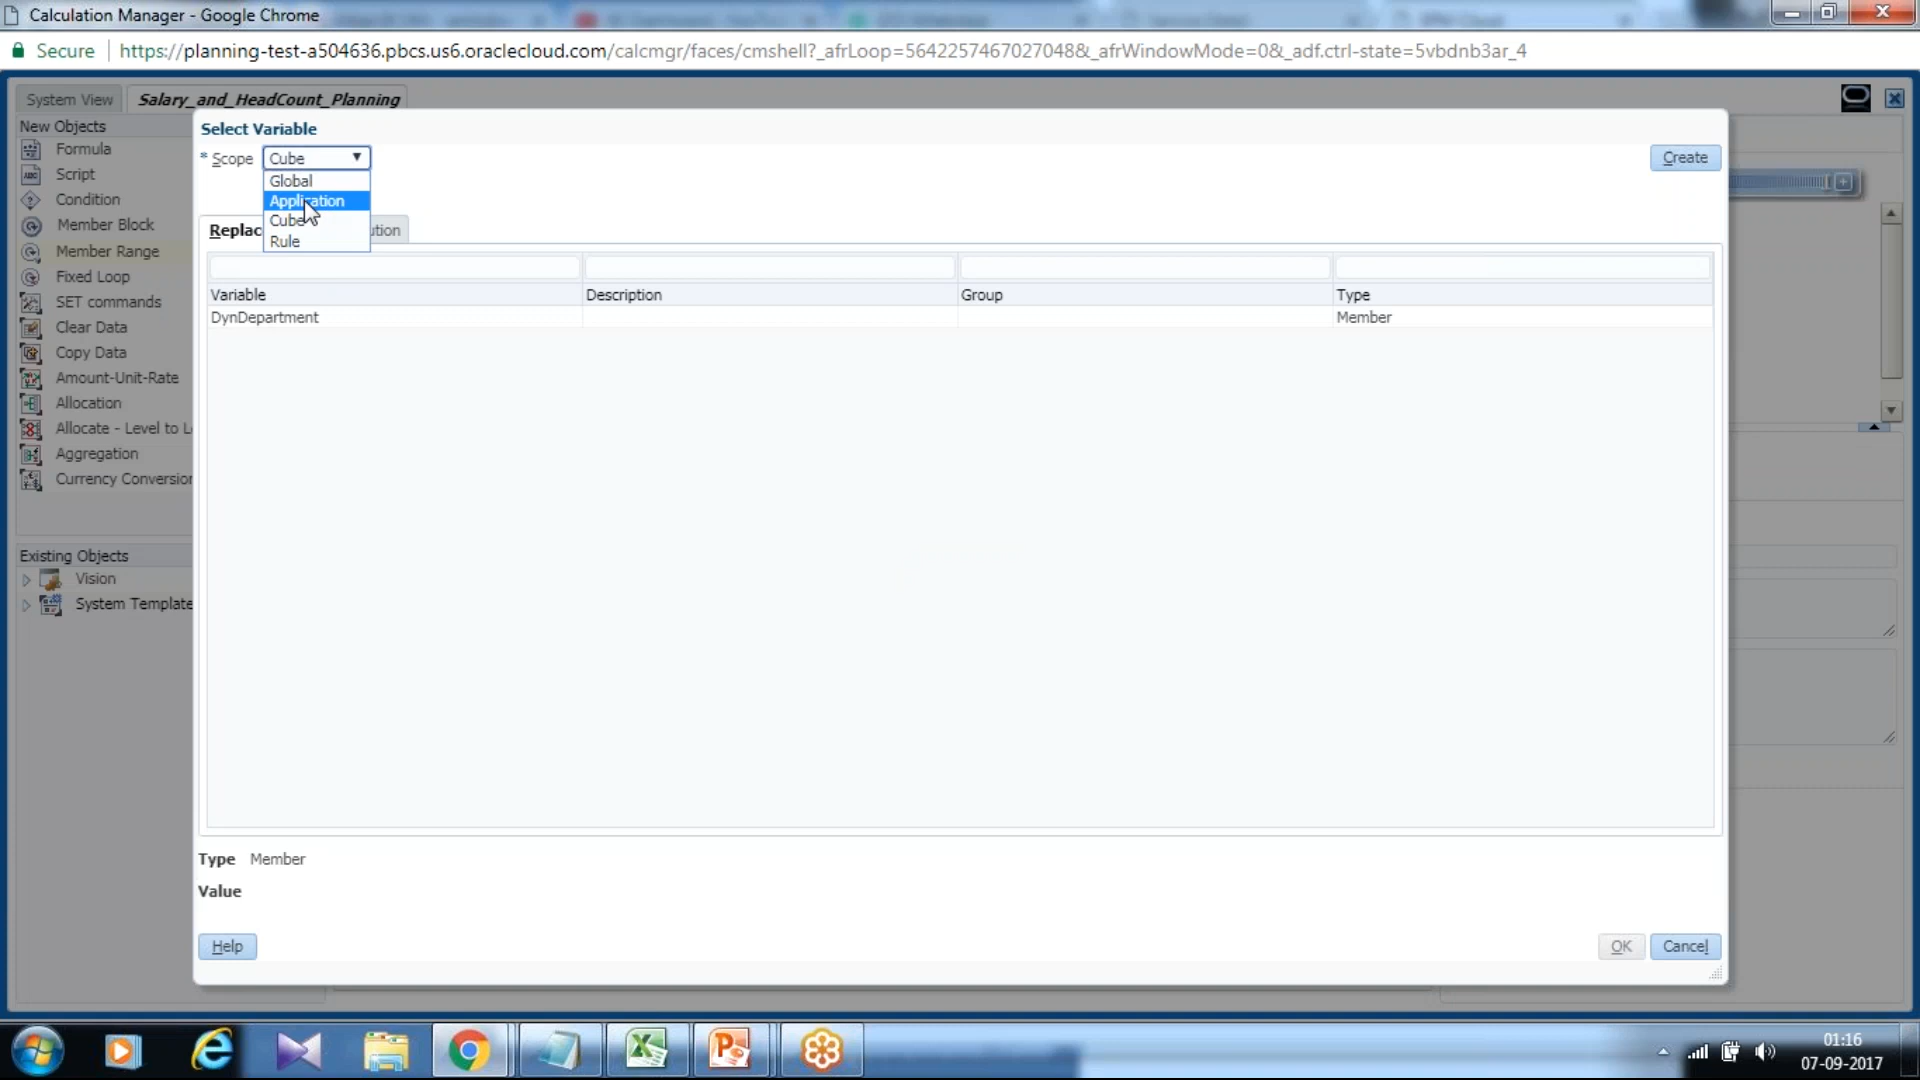 Calculation Manager - Google Chrome
Secure https://planning-test-a504636.pbcs.us6.oraclecloud.com/calcmgr/faces/cmshell?_afrLoop=5642257467027048&_afrWindowMode=0&_adf.ctrl-state=5vbdnb3ar_4
System View Salary_and_HeadCount_Planning
New Objects
Formula
Script
Condition
Member Block
Member Range
Fixed Loop
SET commands
Clear Data
Copy Data
Amount-Unit-Rate
Allocation
Allocate - Level to L
Aggregation
Currency Conversion
Existing Objects
Vision
System Template
Select Variable
* Scope Cube Create
Global
Application
Cube
Rule
Replac ution
Variable Description Group Type
DynDepartment Member
Type Member
Value
Help OK Cancel
01:16
07-09-2017